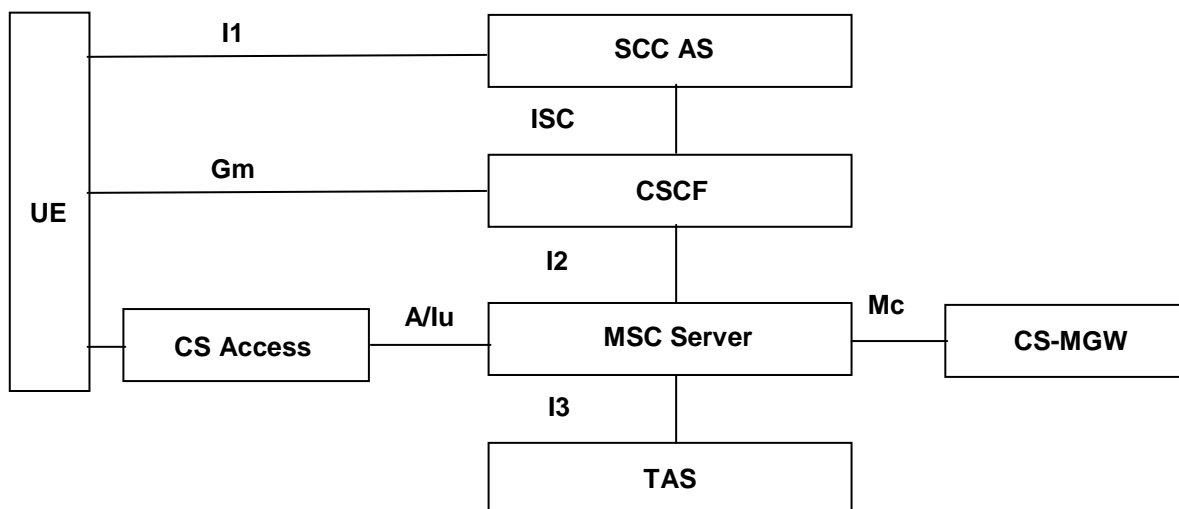 I1
SCC AS
ISC
Gm
CSCF
UE
I2
A/Iu
Mc
CS Access
MSC Server
CS-MGW
I3
TAS